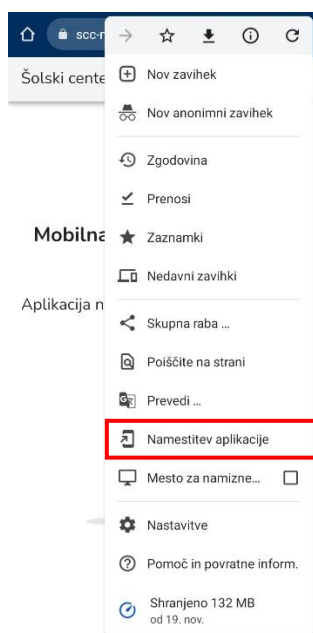 scc-r
Šolski cente
Nov zavihek
Nov anonimni zavihek
Zgodovina
Prenosi
Mobilna
Zaznamki
Nedavni zavihki
Aplikacija n
Skupna raba ...
Poiščite na strani
Prevedi ...
Namestitev aplikacije
Mesto za namizne...
Nastavitve
Pomoč in povratne inform.
Shranjeno 132 MB
od 19. nov.